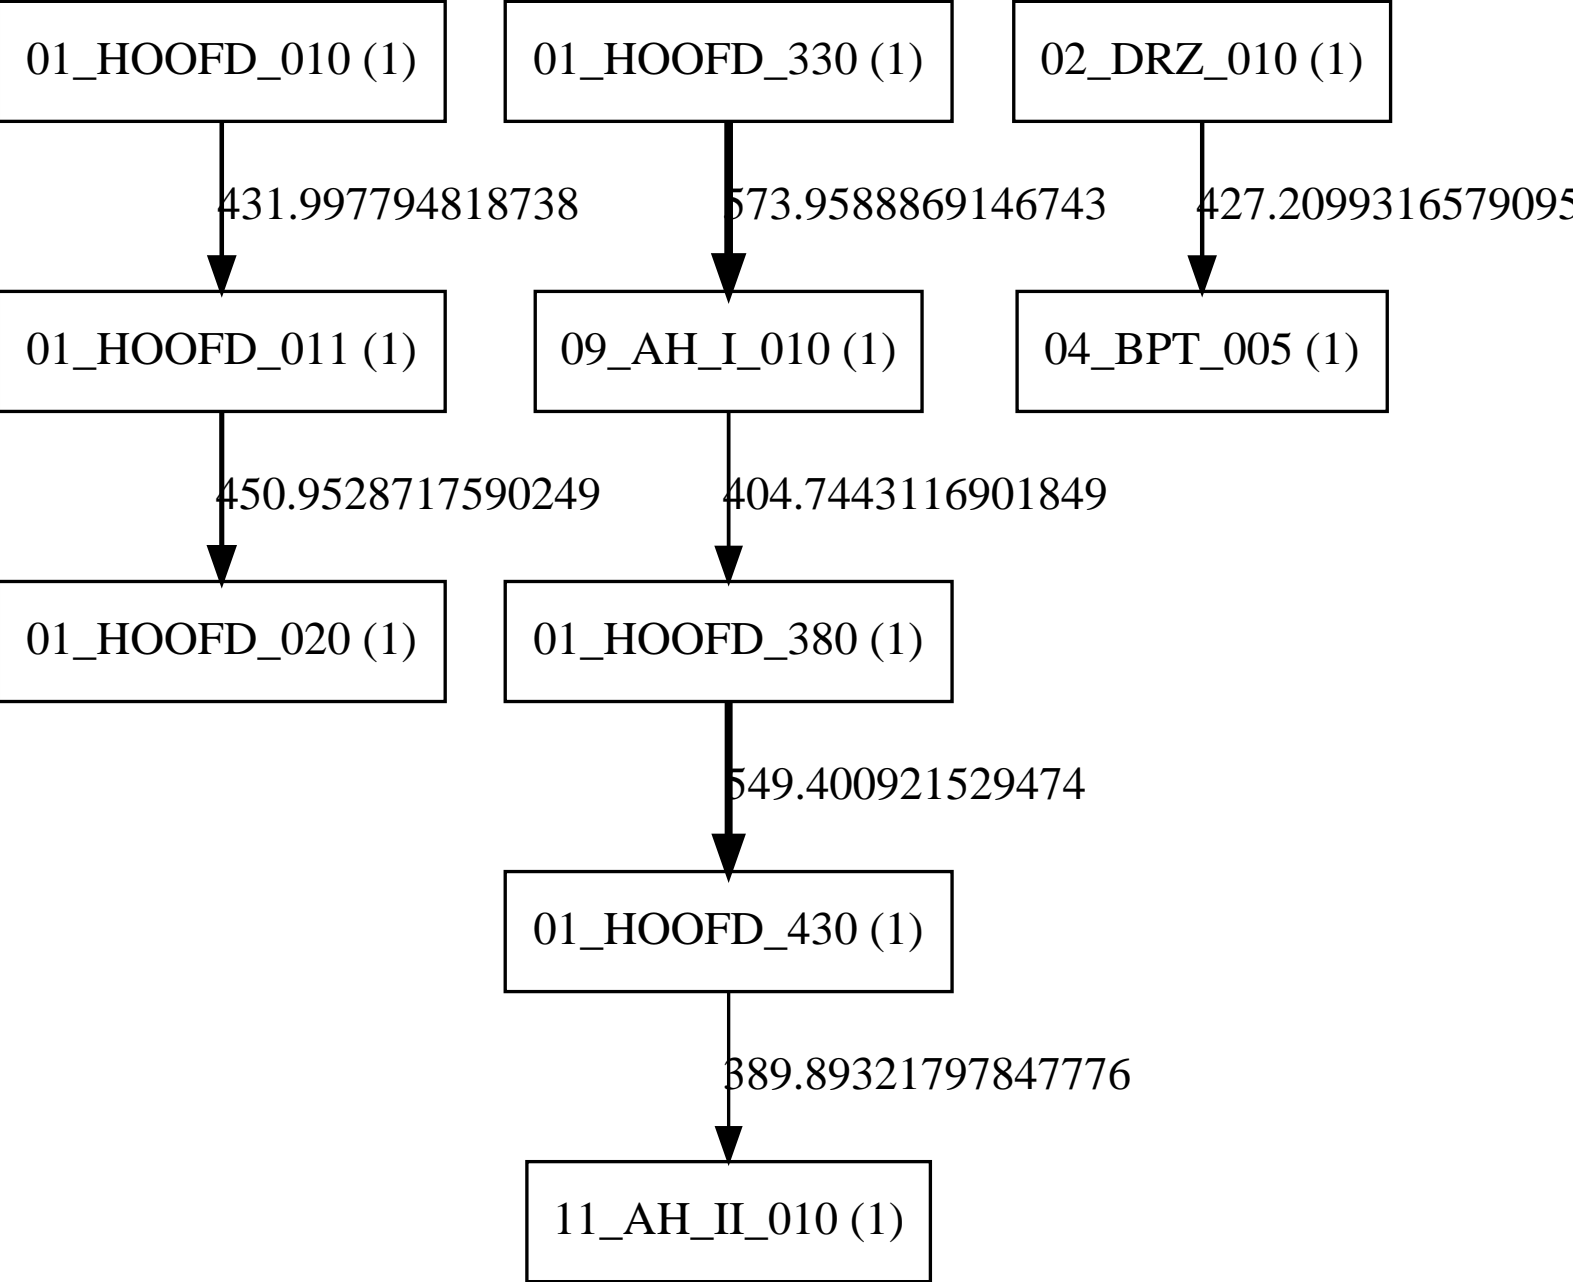 01_HOOFD_010 (1)
01_HOOFD_330 (1)
02_DRZ_010 (1)
431.997794818738
573.9588869146743
427.2099316579095
01_HOOFD_011 (1)
09_AH_I_010 (1)
04_BPT_005 (1)
450.9528717590249
404.7443116901849
01_HOOFD_020 (1)
01_HOOFD_380 (1)
549.400921529474
01_HOOFD_430 (1)
389.89321797847776
11_AH_II_010 (1)